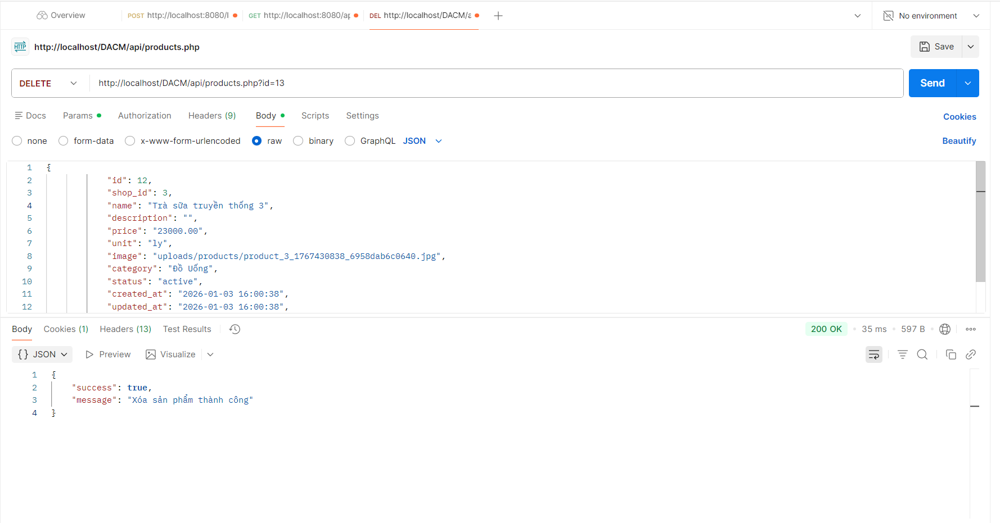 Overview POST http://localhost:8080/l GET http://localhost:8080/ap DEL http://localhost/DACM/a No environment
HTTP http://localhost/DACM/api/products.php Save
DELETE http://localhost/DACM/api/products.php?id=13 Send
Docs Params Authorization Headers (9) Body Scripts Settings Cookies
none form-data x-www-form-urlencoded raw binary GraphQL JSON Beautify
1 {
2 "id": 12,
3 "shop_id": 3,
4 "name": "Trà sữa truyền thống 3",
5 "description": "",
6 "price": "23000.00",
7 "unit": "ly",
8 "image": "uploads/products/product_3_1767430838_6958dab6c0640.jpg",
9 "category": "Đồ Uống",
10 "status": "active",
11 "created_at": "2026-01-03 16:00:38",
12 "updated_at": "2026-01-03 16:00:38",
Body Cookies (1) Headers (13) Test Results 200 OK 35 ms 597 B
{} JSON Preview Visualize
1 {
2 "success": true,
3 "message": "Xóa sản phẩm thành công"
4 }